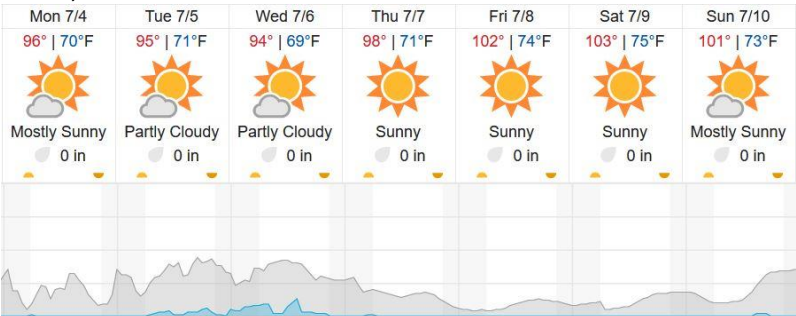 Mon 7/4 Tue 7/5 Wed 7/6 Thu 7/7 Fri 7/8 Sat 7/9 Sun 7/10
96° | 70°F 95° | 71°F 94° | 69°F 98° | 71°F 102° | 74°F 103° | 75°F 101° | 73°F
Mostly Sunny Partly Cloudy Partly Cloudy Sunny Sunny Sunny Mostly Sunny
0 in 0 in 0 in 0 in 0 in 0 in 0 in